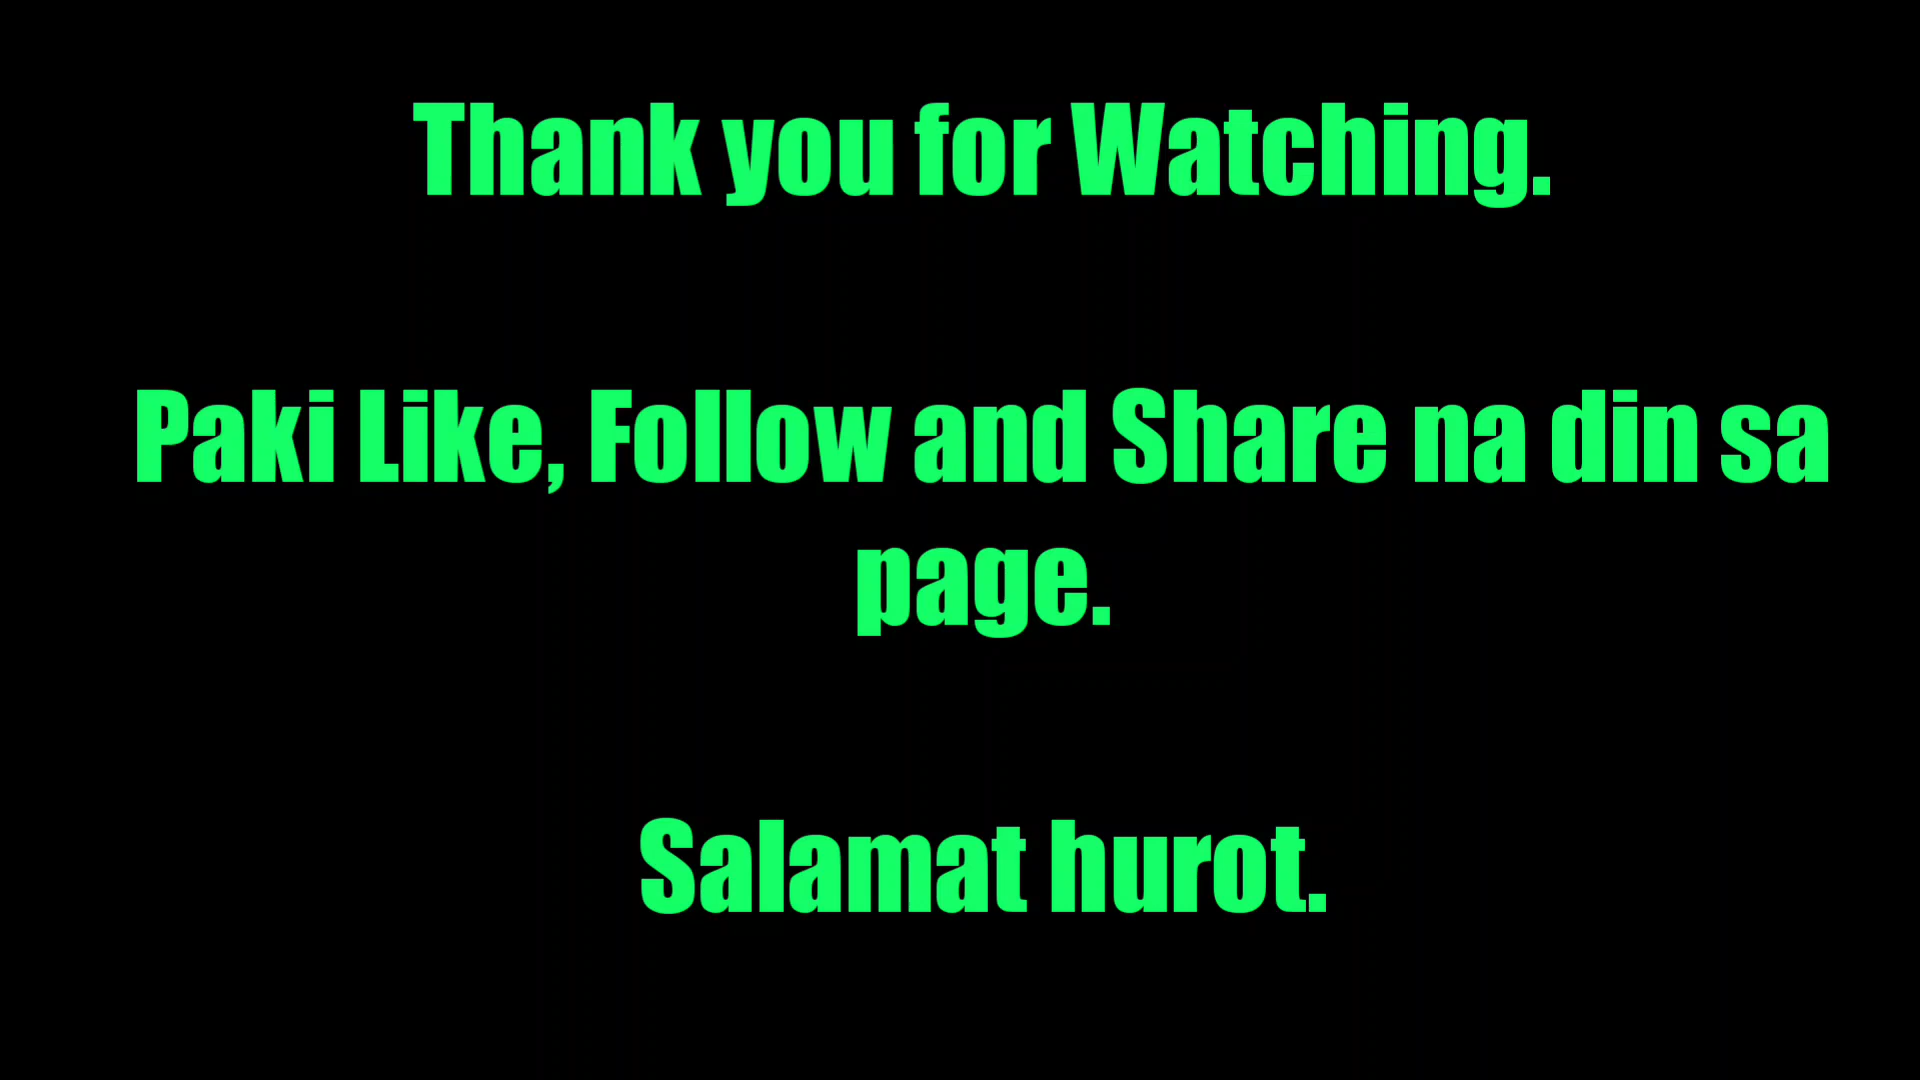 Thank you for Watching.
Paki Like, Follow and Share na din sa
page.
Salamat hurot.